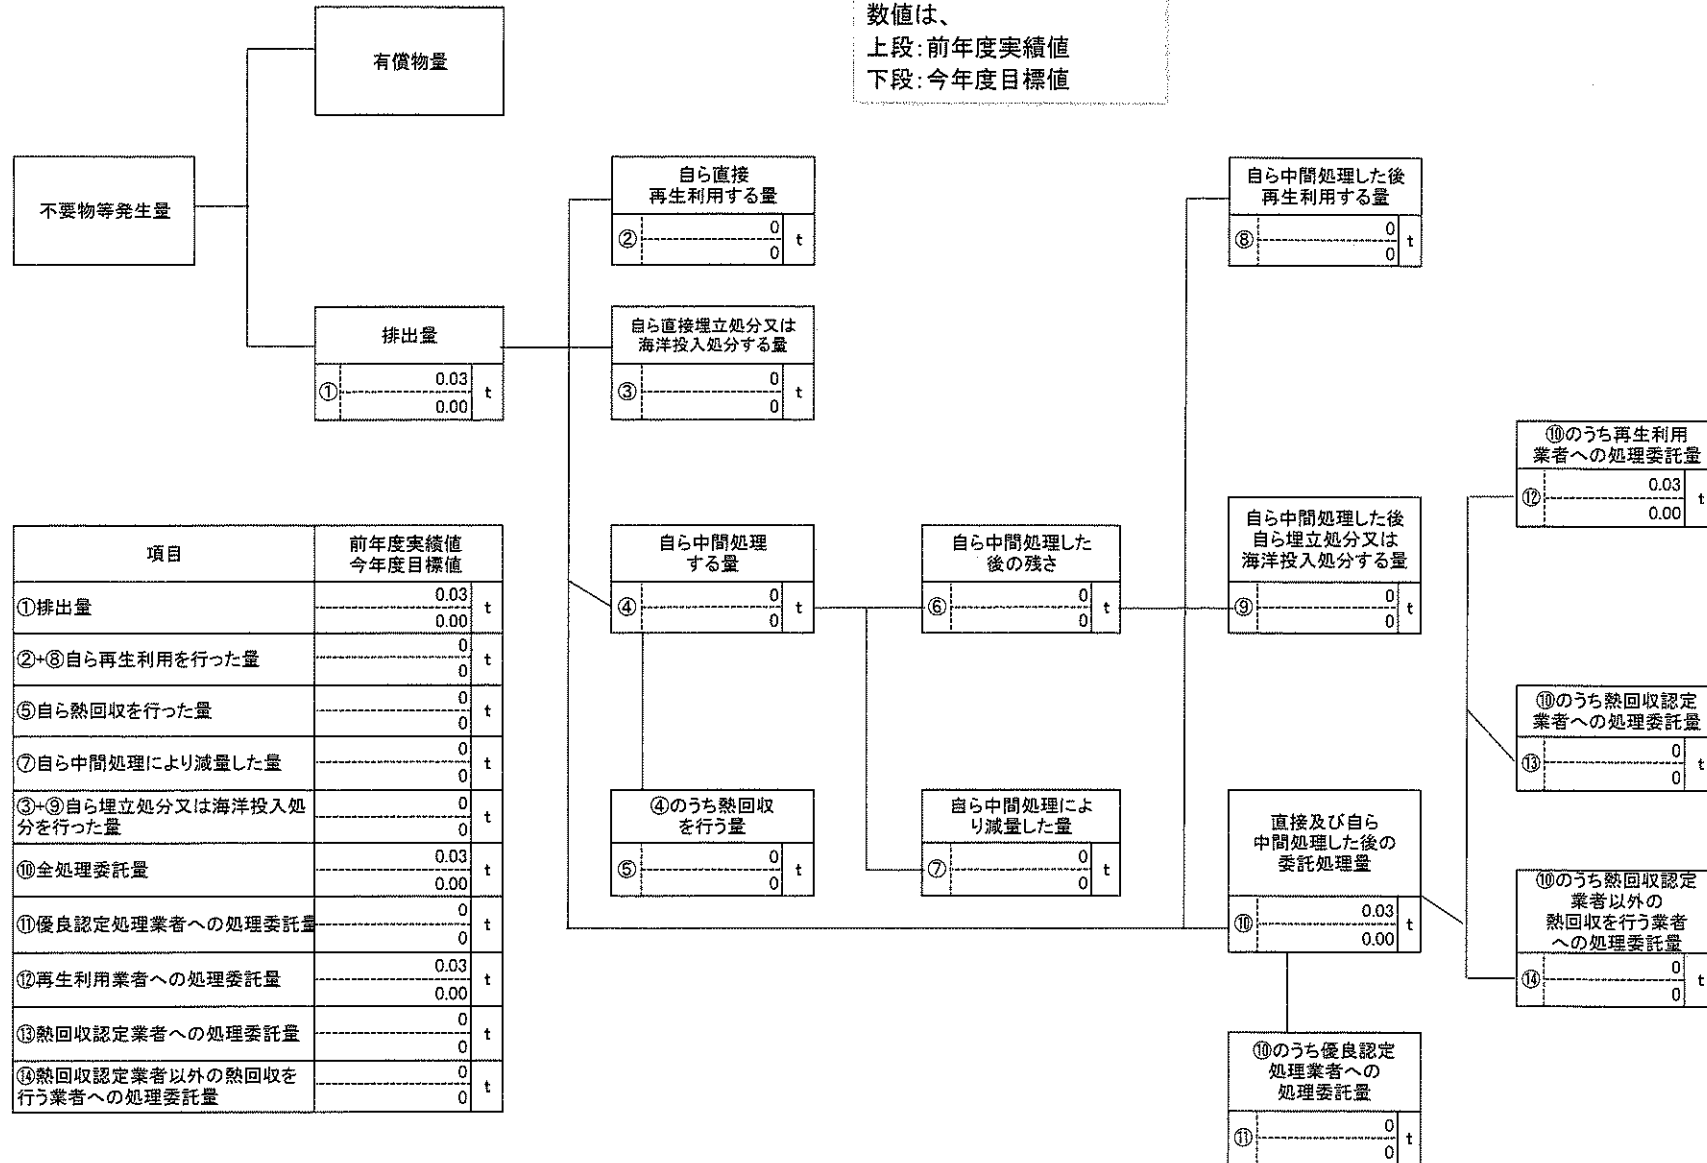 数値は、
上段:前年度実績値
下段:今年度目標値
有償物量
不要物等発生量
排出量
① 0.03 t
0.00
自ら直接
再生利用する量
② 0 t
0
自ら直接埋立処分又は
海洋投入処分する量
③ 0 t
0
自ら中間処理
する量
④ 0 t
0
④のうち熱回収
を行う量
⑤ 0 t
0
自ら中間処理した
後の残さ
⑥ 0 t
0
自ら中間処理によ
り減量した量
⑦ 0 t
0
自ら中間処理した後
再生利用する量
⑧ 0 t
0
自ら中間処理した後
自ら埋立処分又は
海洋投入処分する量
⑨ 0 t
0
直接及び自ら
中間処理した後の
委託処理量
⑩ 0.03 t
0.00
⑩のうち優良認定
処理業者への
処理委託量
⑪ 0 t
0
⑩のうち再生利用
業者への処理委託量
⑫ 0.03 t
0.00
⑩のうち熱回収認定
業者への処理委託量
⑬ 0 t
0
⑩のうち熱回収認定
業者以外の
熱回収を行う業者
への処理委託量
⑭ 0 t
0
項目 前年度実績値
今年度目標値
①排出量 0.03 t
0.00
②+⑧自ら再生利用を行った量 0 t
0
⑤自ら熱回収を行った量 0 t
0
⑦自ら中間処理により減量した量 0 t
0
③+⑨自ら埋立処分又は海洋投入処 0 t
分を行った量 0
⑩全処理委託量 0.03 t
0.00
⑪優良認定処理業者への処理委託量 0 t
0
⑫再生利用業者への処理委託量 0.03 t
0.00
⑬熱回収認定業者への処理委託量 0 t
0
⑭熱回収認定業者以外の熱回収を 0 t
行う業者への処理委託量 0